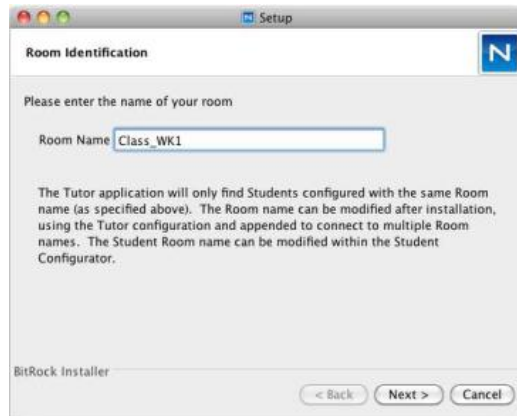 Setup
Room Identification
N
Please enter the name of your room
Room Name Class_WK1
The Tutor application will only find Students configured with the same Room
name (as specified above). The Room name can be modified after installation,
using the Tutor configuration and appended to connect to multiple Room
names. The Student Room name can be modified within the Student
Configurator.
BitRock Installer
< Back Next > Cancel